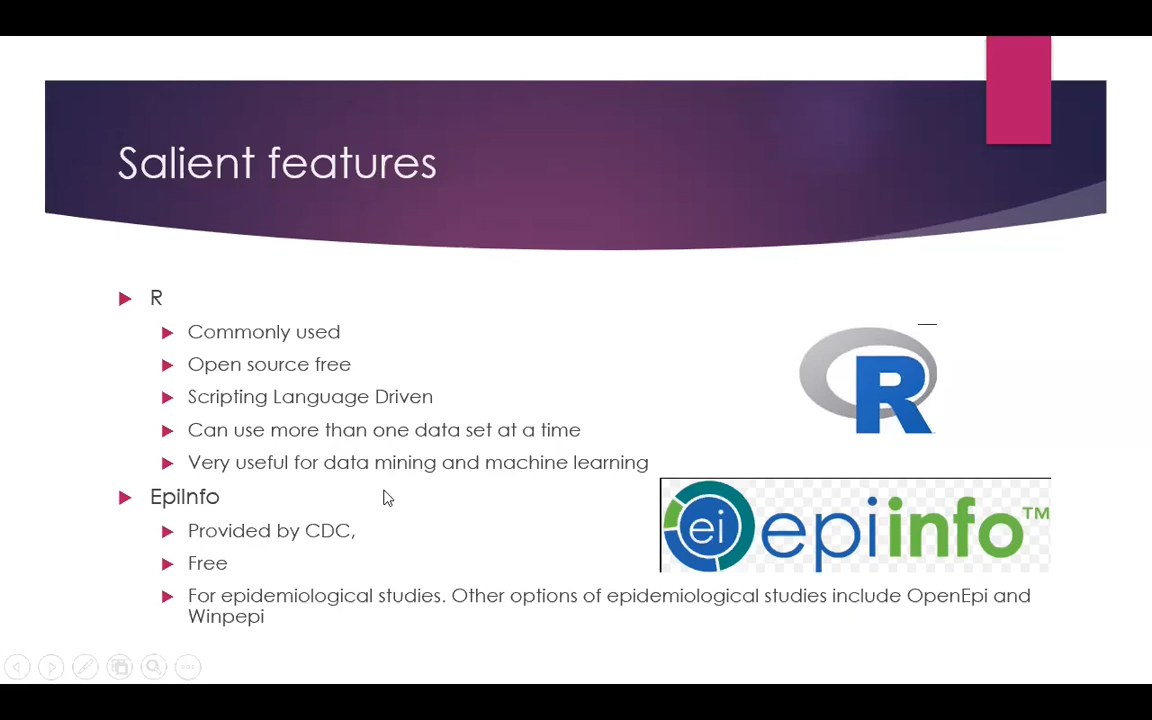 Salient features
R
Commonly used
Open source free
Scripting Language Driven
Can use more than one data set at a time
Very useful for data mining and machine learning
R
EpiInfo
Provided by CDC,
Free
ei epiinfo™
For epidemiological studies. Other options of epidemiological studies include OpenEpi and
Winpepi